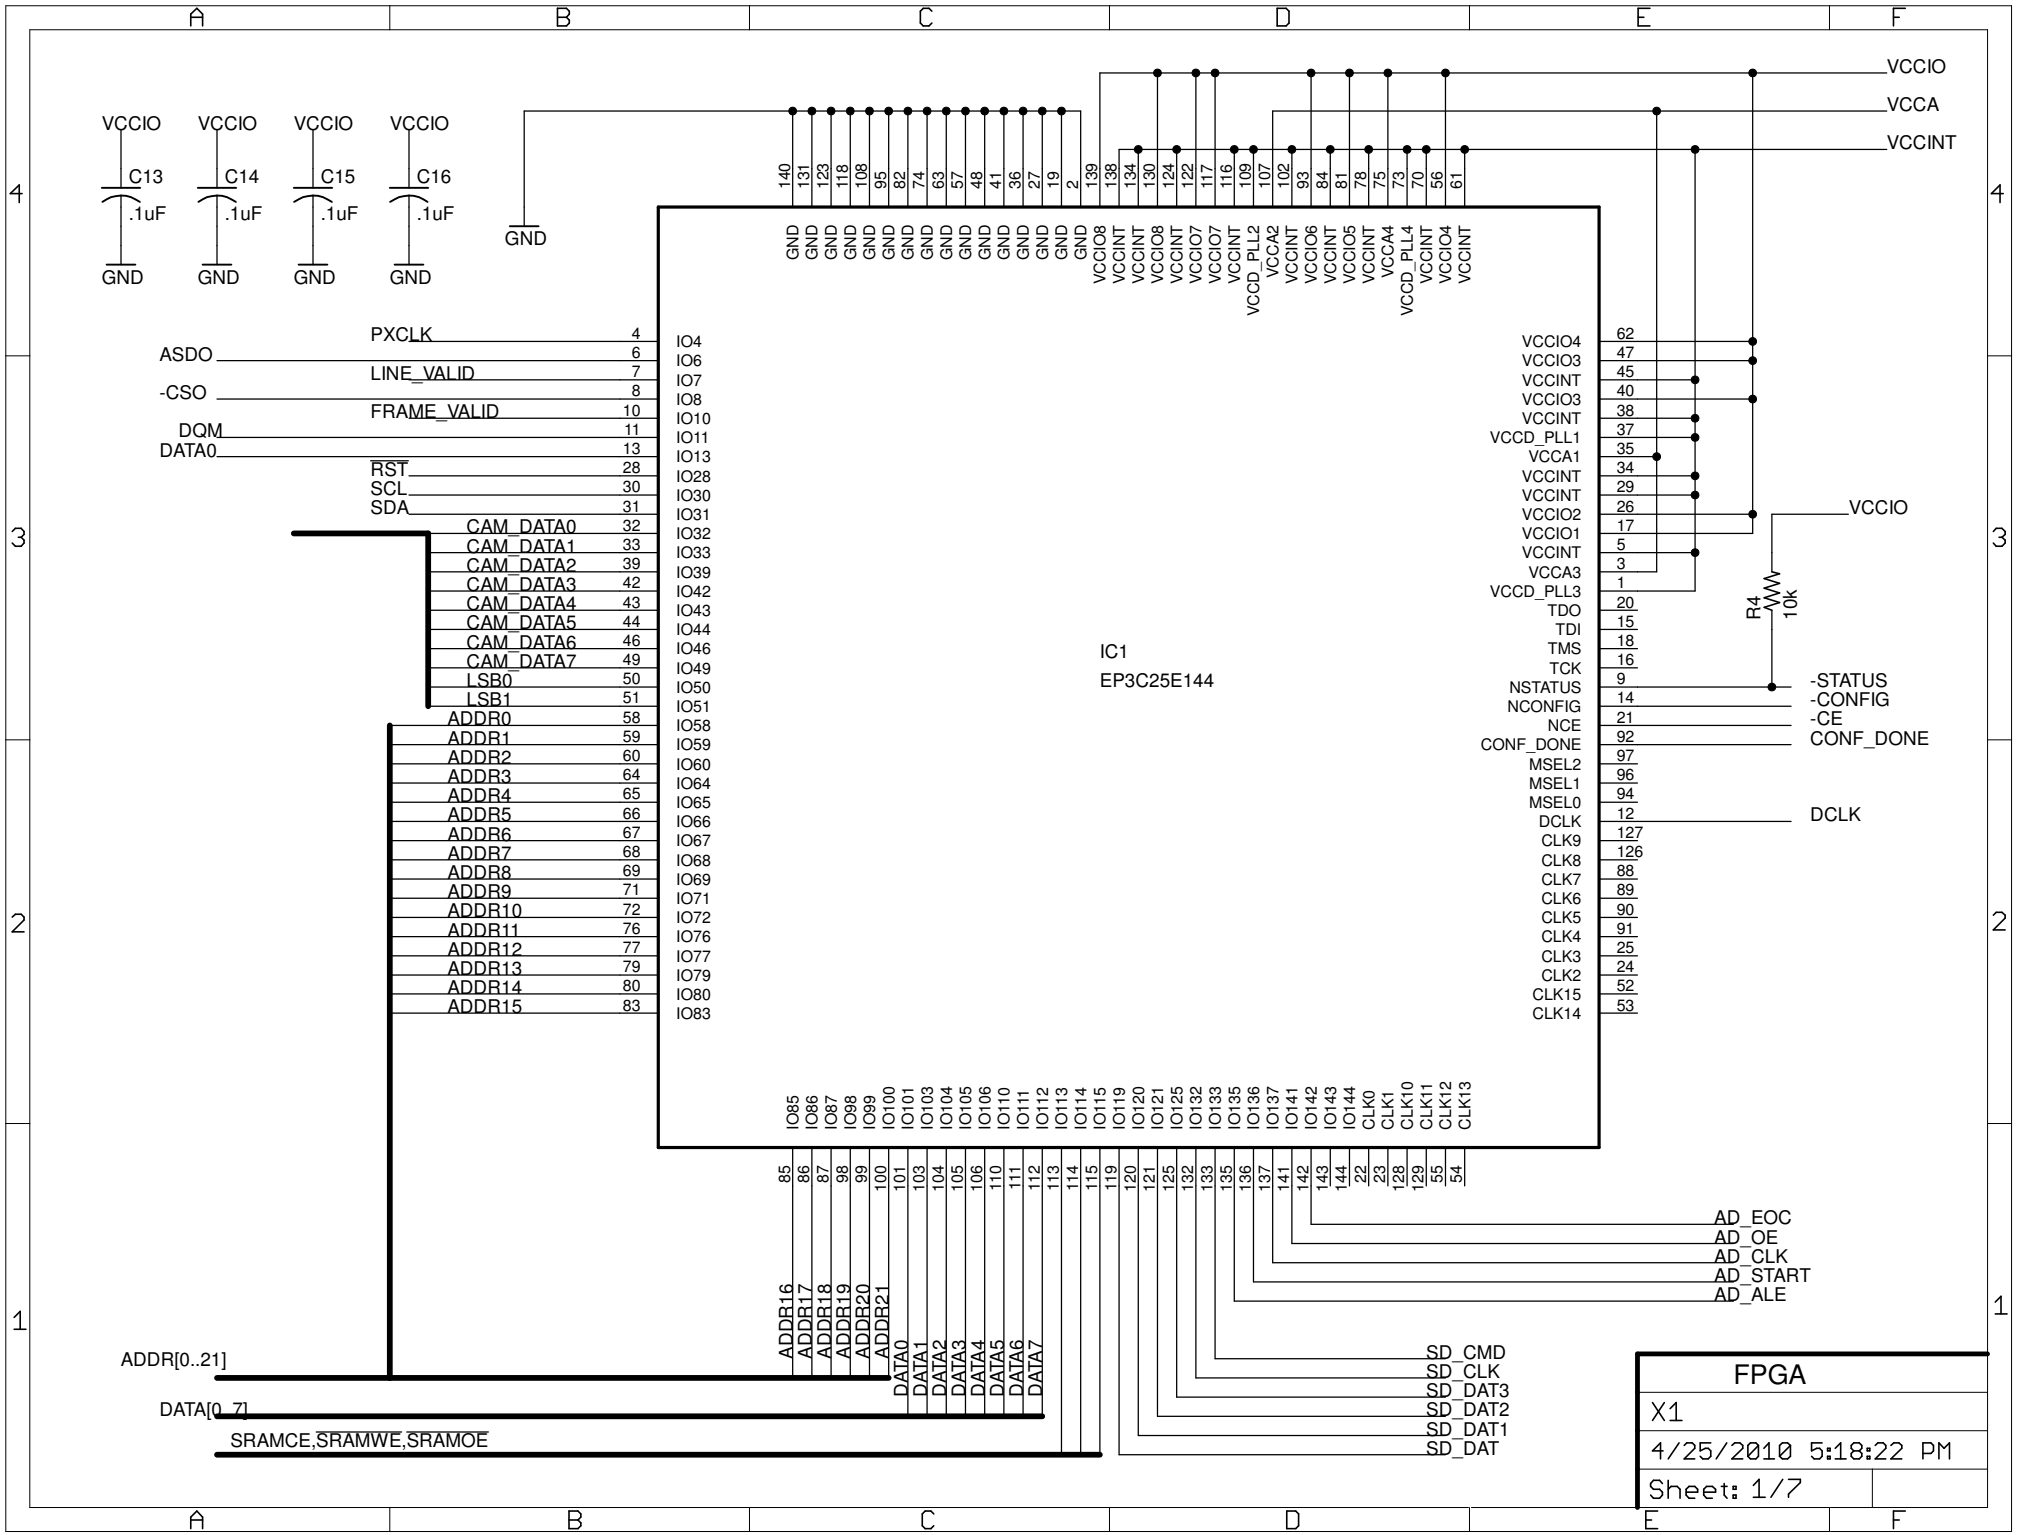 A B C D E F
VCCIO
VCCA
VCCINT
VCCIO VCCIO VCCIO VCCIO
C13 C14 C15 C16
.1uF .1uF .1uF .1uF
GND GND GND GND
GND
4 4
140 131 123 118 108 95 82 74 63 57 48 41 36 27 19 2 139 138 134 130 124 122 117 116 109 107 102 93 84 81 78 75 73 70 56 61
GND GND GND GND GND GND GND GND GND GND GND GND GND GND GND GND VCCIO8 VCCINT VCCINT VCCIO8 VCCINT VCCIO7 VCCIO7 VCCINT VCCD_PLL2 VCCA2 VCCINT VCCIO6 VCCINT VCCIO5 VCCINT VCCA4 VCCD_PLL4 VCCINT VCCIO4 VCCINT
PXCLK 4 IO4
ASDO 6 IO6
LINE_VALID 7 IO7
-CSO 8 IO8
FRAME_VALID 10 IO10
DQM 11 IO11
DATA0 13 IO13
RST 28 IO28
SCL 30 IO30
SDA 31 IO31
CAM_DATA0 32 IO32
CAM_DATA1 33 IO33
CAM_DATA2 39 IO39
CAM_DATA3 42 IO42
CAM_DATA4 43 IO43
CAM_DATA5 44 IO44
CAM_DATA6 46 IO46
CAM_DATA7 49 IO49
LSB0 50 IO50
LSB1 51 IO51
ADDR0 58 IO58
ADDR1 59 IO59
ADDR2 60 IO60
ADDR3 64 IO64
ADDR4 65 IO65
ADDR5 66 IO66
ADDR6 67 IO67
ADDR7 68 IO68
ADDR8 69 IO69
ADDR9 71 IO71
ADDR10 72 IO72
ADDR11 76 IO76
ADDR12 77 IO77
ADDR13 79 IO79
ADDR14 80 IO80
ADDR15 83 IO83
3 3
2 2
IC1
EP3C25E144
VCCIO4 62
VCCIO3 47
VCCINT 45
VCCIO3 40
VCCINT 38
VCCD_PLL1 37
VCCA1 35
VCCINT 34
VCCINT 29
VCCIO2 26
VCCIO1 17
VCCINT 5
VCCA3 3
VCCD_PLL3 1
TDO 20
TDI 15
TMS 18
TCK 16
NSTATUS 9 -STATUS
NCONFIG 14 -CONFIG
NCE 21 -CE
CONF_DONE 92 CONF_DONE
MSEL2 97
MSEL1 96
MSEL0 94
DCLK 12 DCLK
CLK9 127
CLK8 126
CLK7 88
CLK6 89
CLK5 90
CLK4 91
CLK3 25
CLK2 24
CLK15 52
CLK14 53
VCCIO
R4
10k
IO85 IO86 IO87 IO98 IO99 IO100 IO101 IO103 IO104 IO105 IO106 IO110 IO111 IO112 IO113 IO114 IO115 IO119 IO120 IO121 IO125 IO132 IO133 IO135 IO136 IO137 IO141 IO142 IO143 IO144 CLK0 CLK1 CLK10 CLK11 CLK12 CLK13
85 86 87 98 99 100 101 103 104 105 106 110 111 112 113 114 115 119 120 121 125 132 133 135 136 137 141 142 143 144 22 23 128 129 55 54
ADDR16 ADDR17 ADDR18 ADDR19 ADDR20 ADDR21
DATA0 DATA1 DATA2 DATA3 DATA4 DATA5 DATA6 DATA7
AD_EOC
AD_OE
AD_CLK
AD_START
AD_ALE
1 1
SD_CMD
SD_CLK
SD_DAT3
SD_DAT2
SD_DAT1
SD_DAT
ADDR[0..21]
DATA[0..7]
SRAMCE,SRAMWE,SRAMOE
FPGA
X1
4/25/2010 5:18:22 PM
Sheet: 1/7
A B C D E F